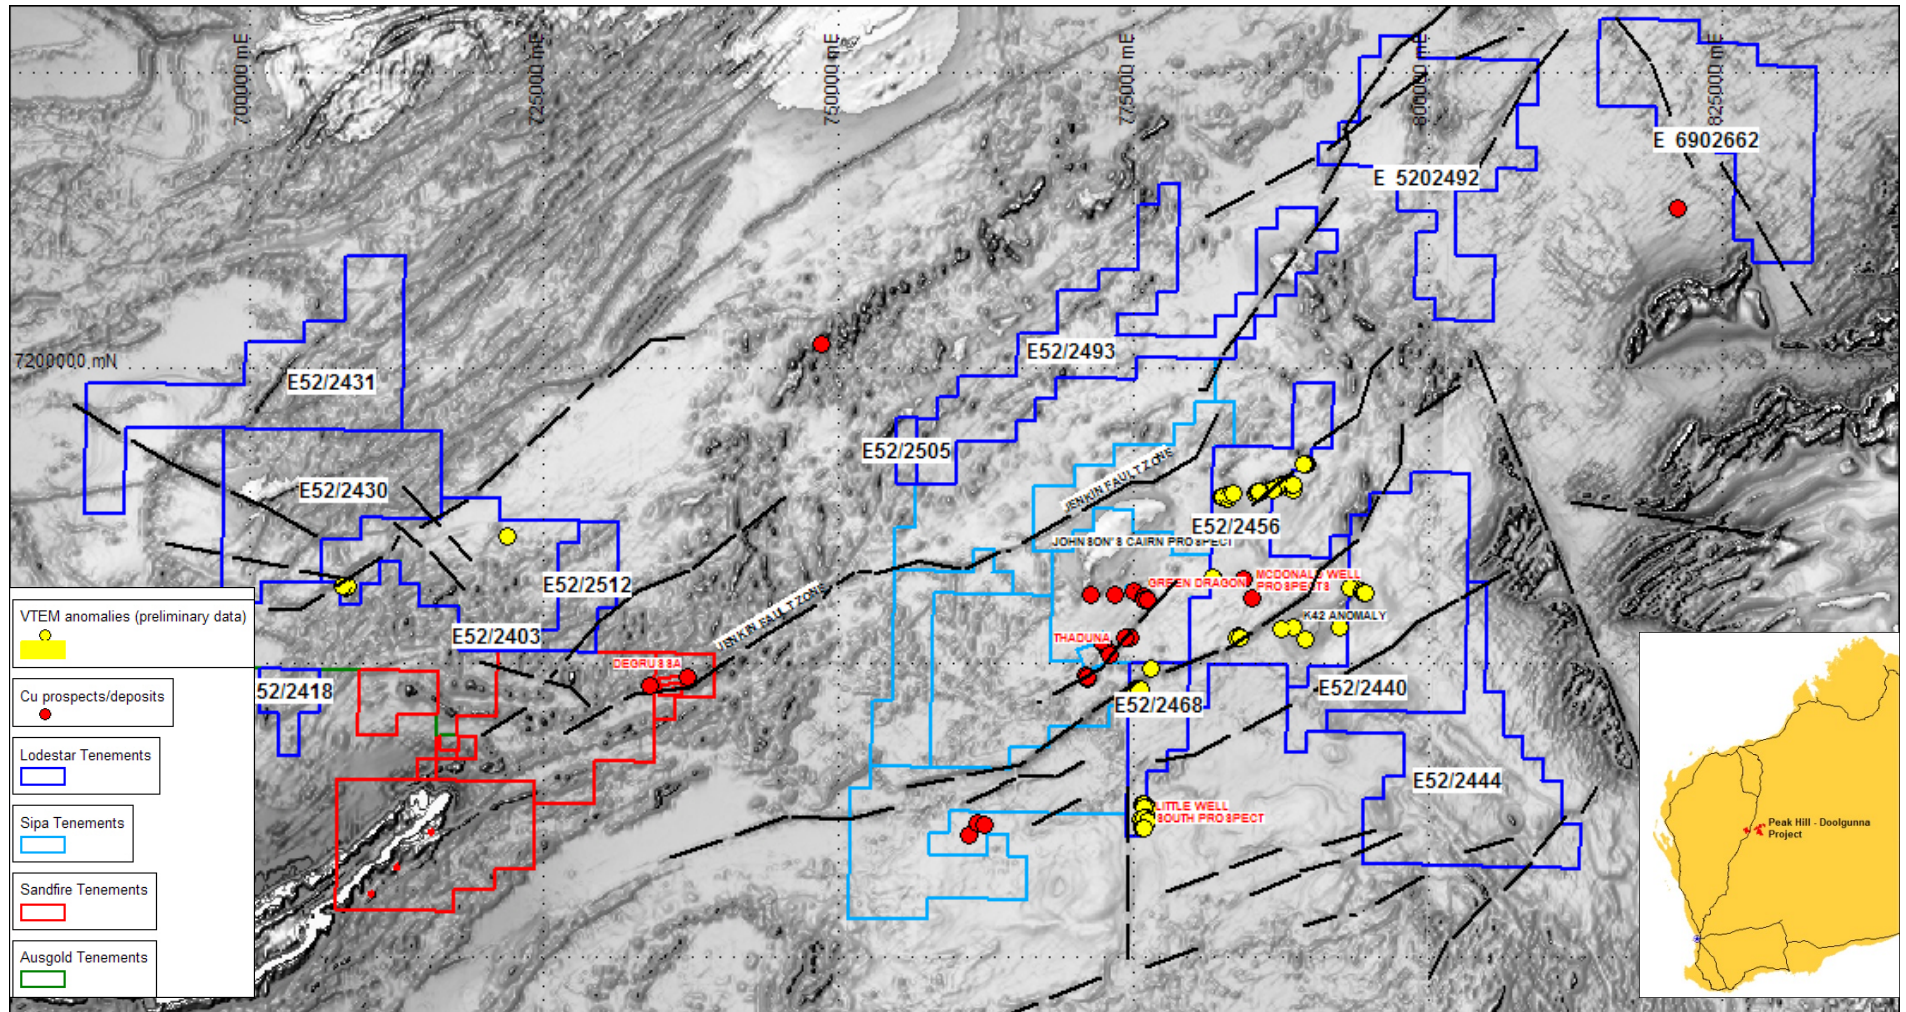 700000 mE
725000 mE
750000 mE
775000 mE
800000 mE
825000 mE
E 6902662
E 5202492
7200000 mN
E52/2493
E52/2431
E52/2505
JENKIN FAULT ZONE
E52/2430
E52/2456
JOHNSON'S CAIRN PROSPECT
E52/2512
GREEN DRAGON
MCDONALD WELL
PROSPECTS
JENKIN FAULT ZONE
K42 ANOMALY
E52/2403
THADUNA
DEGRUSSA
52/2418
E52/2440
E52/2468
E52/2444
LITTLE WELL
SOUTH PROSPECT
VTEM anomalies (preliminary data)
Cu prospects/deposits
Lodestar Tenements
Sipa Tenements
Sandfire Tenements
Ausgold Tenements
Peak Hill - Doolgunna
Project